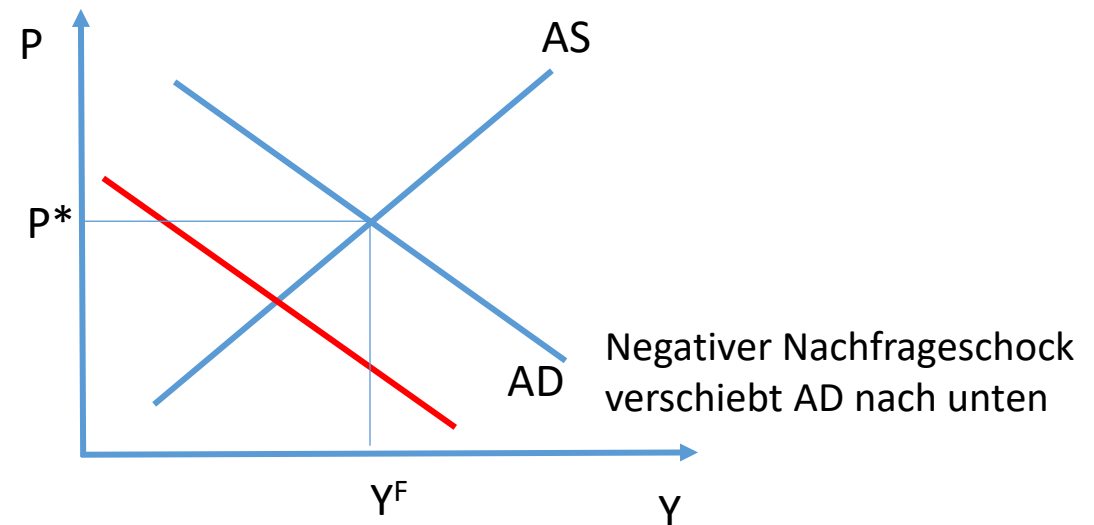 P
AS
P*
AD
Negativer Nachfrageschock
verschiebt AD nach unten
Y^F
Y